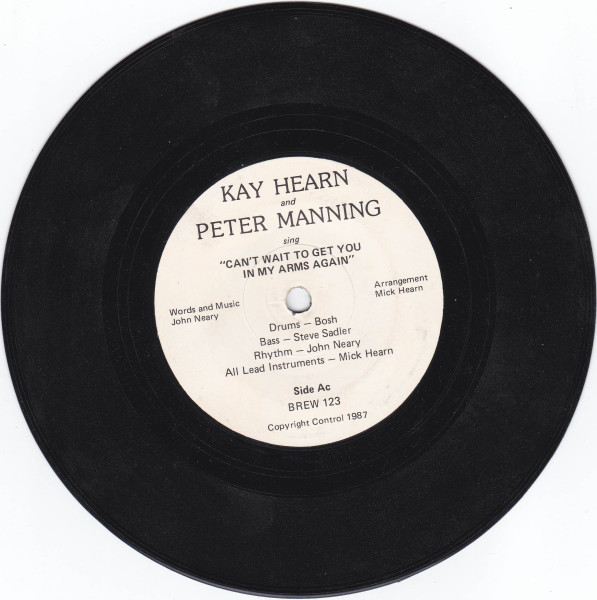 KAY HEARN
and
PETER MANNING
sing
"CAN'T WAIT TO GET YOU
IN MY ARMS AGAIN"
Words and Music
John Neary
Arrangement
Mick Hearn
Drums – Bosh
Bass – Steve Sadler
Rhythm – John Neary
All Lead Instruments – Mick Hearn
Side Ac
BREW 123
Copyright Control 1987